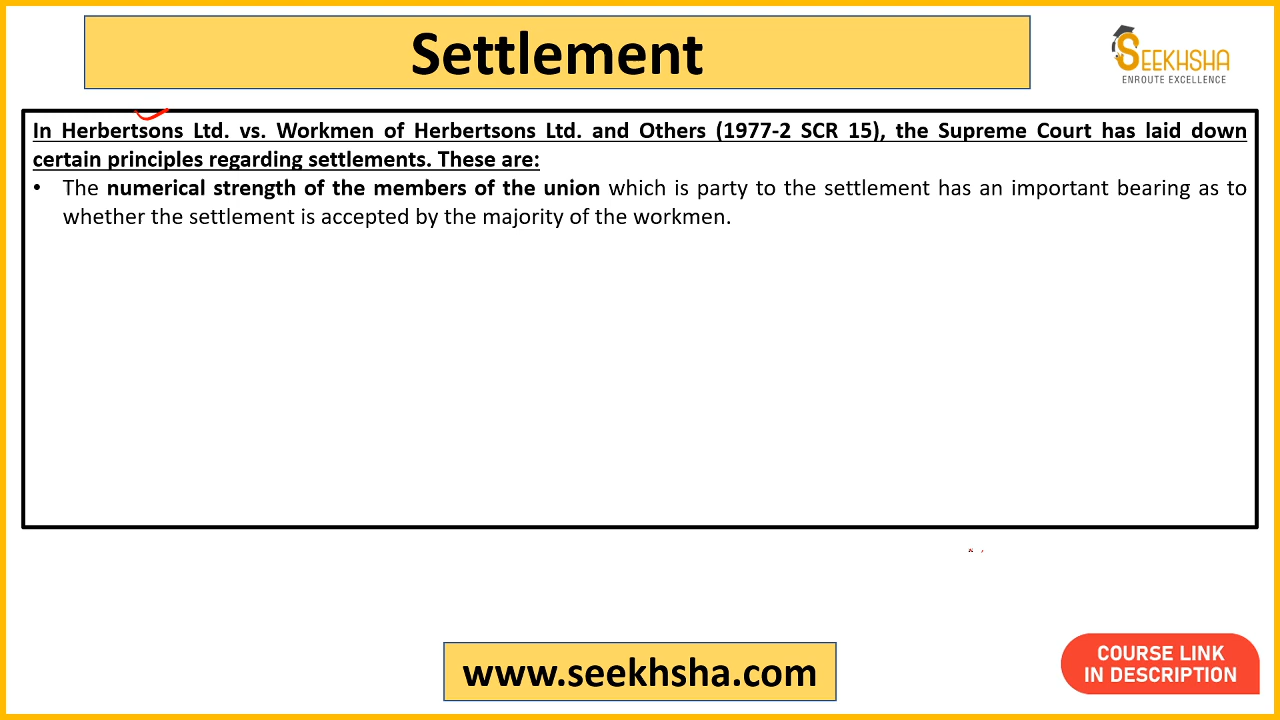 Settlement
SEEKHSHA
ENROUTE EXCELLENCE
In Herbertsons Ltd. vs. Workmen of Herbertsons Ltd. and Others (1977-2 SCR 15), the Supreme Court has laid down
certain principles regarding settlements. These are:
• The numerical strength of the members of the union which is party to the settlement has an important bearing as to
whether the settlement is accepted by the majority of the workmen.
www.seekhsha.com
COURSE LINK
IN DESCRIPTION